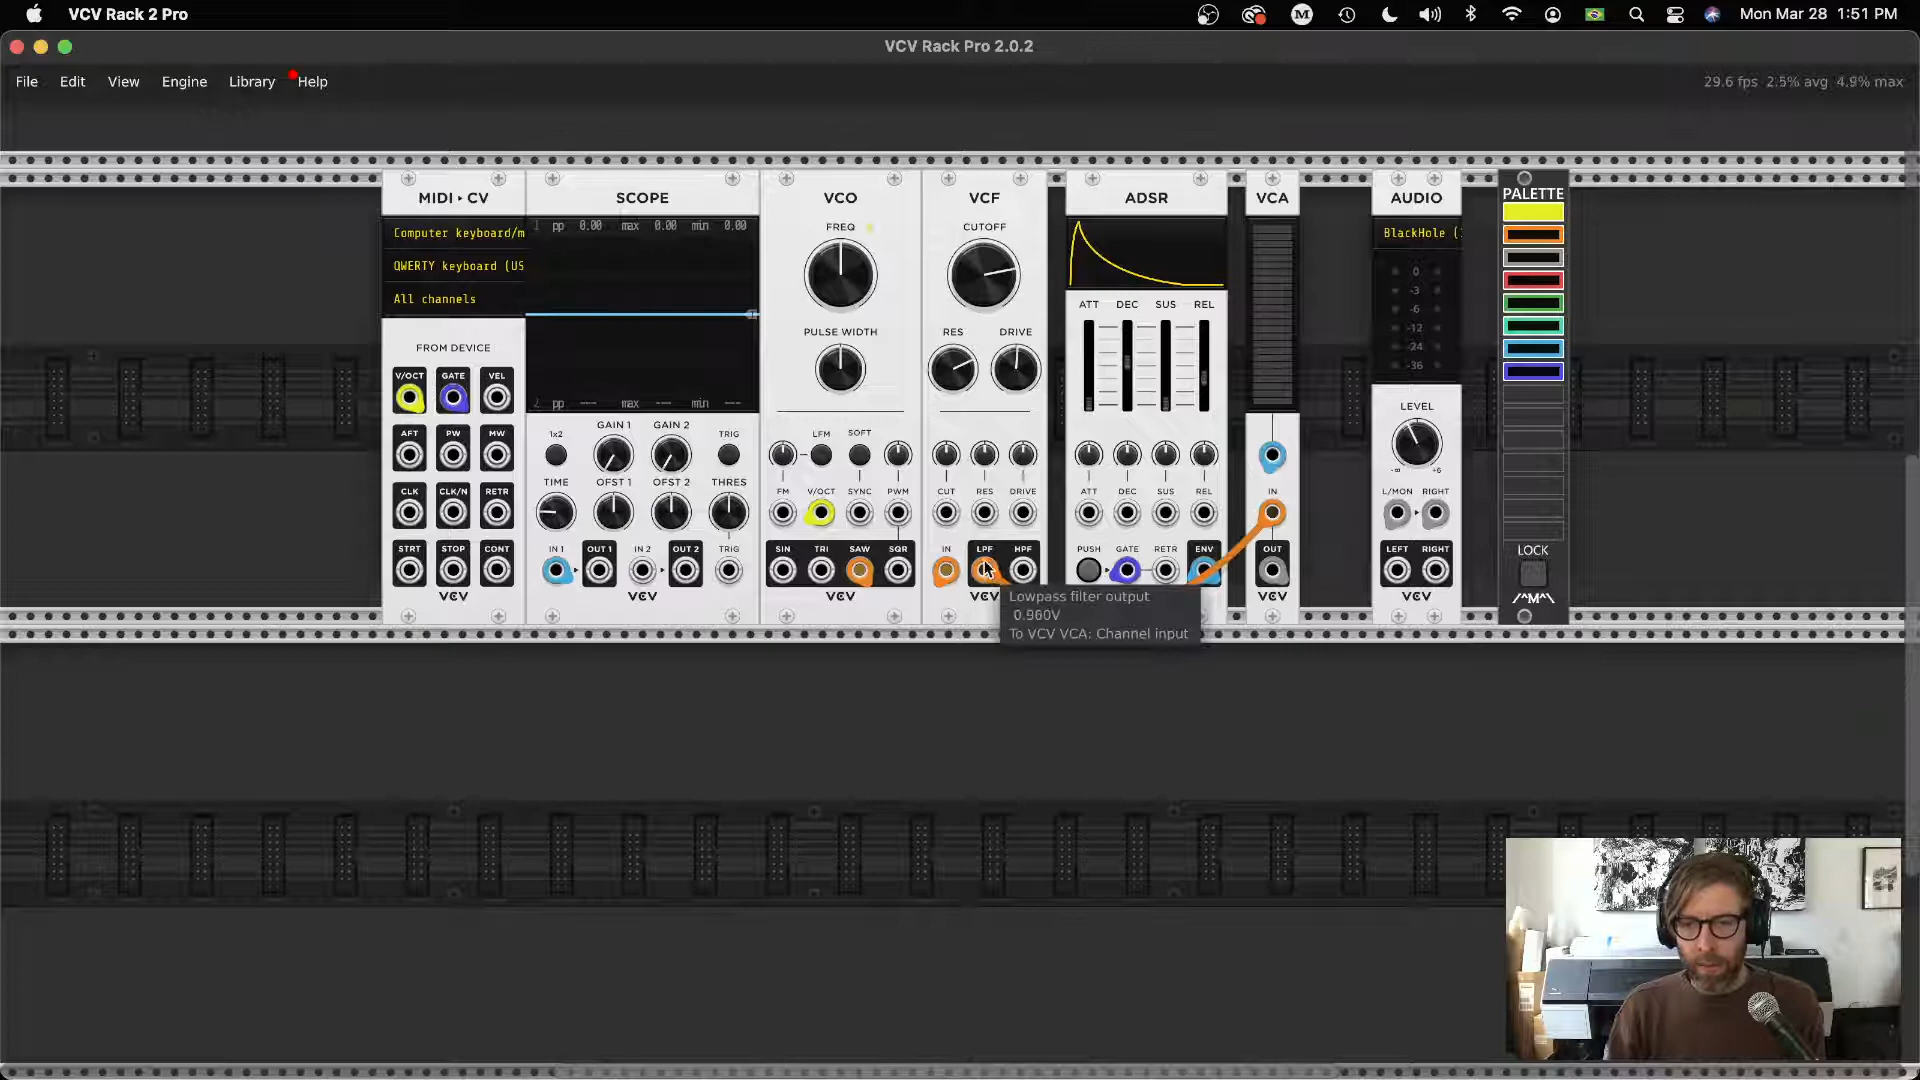 VCV Rack 2 Pro
Mon Mar 28 1:51 PM
VCV Rack Pro 2.0.2
File Edit View Engine Library Help
29.6 fps 2.5% avg 4.9% max
MIDI ▸ CV
Computer keyboard/m
QWERTY keyboard (US
All channels
FROM DEVICE
V/OCT GATE VEL
AFT PW MW
CLK CLK/N RETR
STRT STOP CONT
VCV
SCOPE
1 pp 0.00 max 0.00 min 0.00
2 pp ---- max ---- min ----
1x2 GAIN 1 GAIN 2 TRIG
TIME OFST 1 OFST 2 THRES
IN 1 OUT 1 IN 2 OUT 2 TRIG
VCV
VCO
FREQ
PULSE WIDTH
LFM SOFT
FM V/OCT SYNC PWM
SIN TRI SAW SQR
VCV
VCF
CUTOFF
RES DRIVE
CUT RES DRIVE
IN LPF HPF
VCV
Lowpass filter output
0.960V
To VCV VCA: Channel input
ADSR
ATT DEC SUS REL
ATT DEC SUS REL
PUSH GATE RETR ENV
VCA
IN
OUT
VCV
AUDIO
BlackHole (1
0
-3
-6
-12
-24
-36
LEVEL
-∞ +6
L/MON RIGHT
LEFT RIGHT
VCV
PALETTE
LOCK
/^M^\